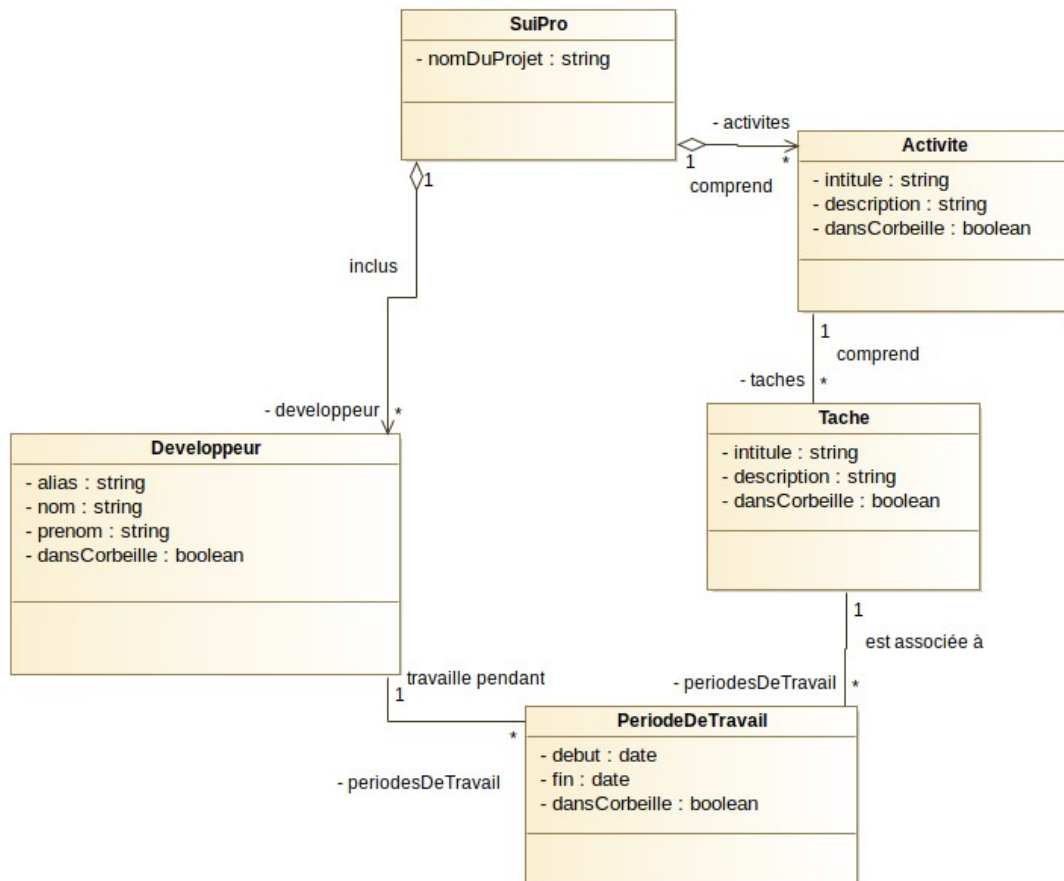 SuiPro
- nomDuProjet : string
- activites
1
*
comprend
Activite
- intitule : string
- description : string
- dansCorbeille : boolean
1
inclus
- developpeur
*
1
comprend
- taches
*
Tache
- intitule : string
- description : string
- dansCorbeille : boolean
Developpeur
- alias : string
- nom : string
- prenom : string
- dansCorbeille : boolean
1
est associée à
- periodesDeTravail
*
travaille pendant
1
*
- periodesDeTravail
PeriodeDeTravail
- debut : date
- fin : date
- dansCorbeille : boolean